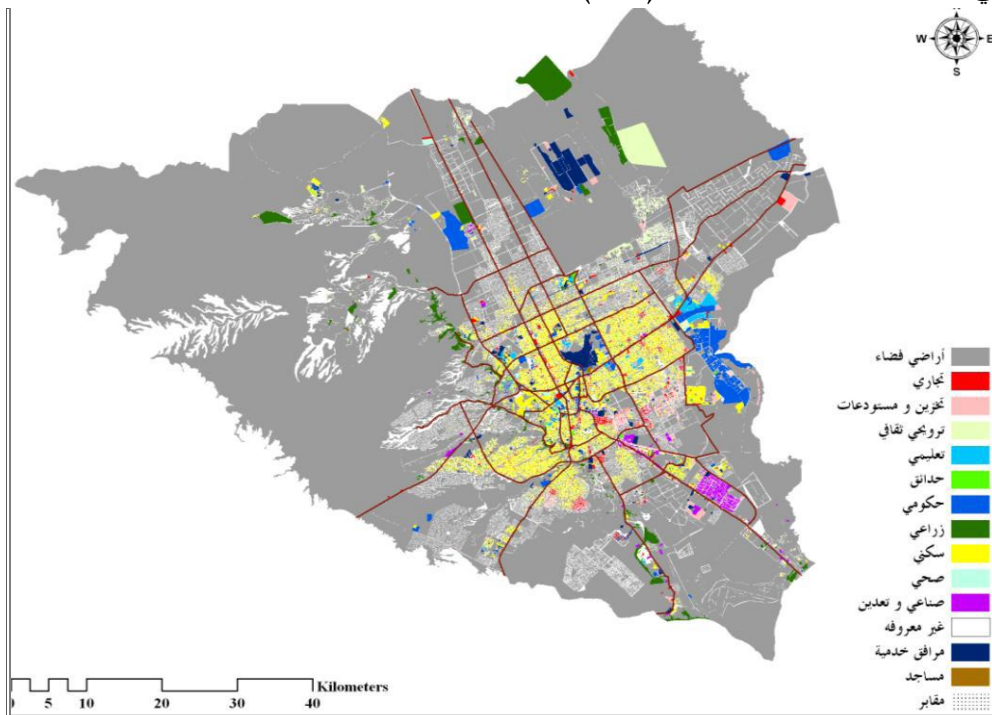 N
W
E
S
أراضي فضاء
تجاري
تخزين و مستودعات
ترويحي ثقافي
تعليمي
حدائق
حكومي
زراعي
سكني
صحي
صناعي و تعدين
غير معروفه
مرافق خدمية
مساجد
مقابر
Kilometers
0 5 10 20 30 40